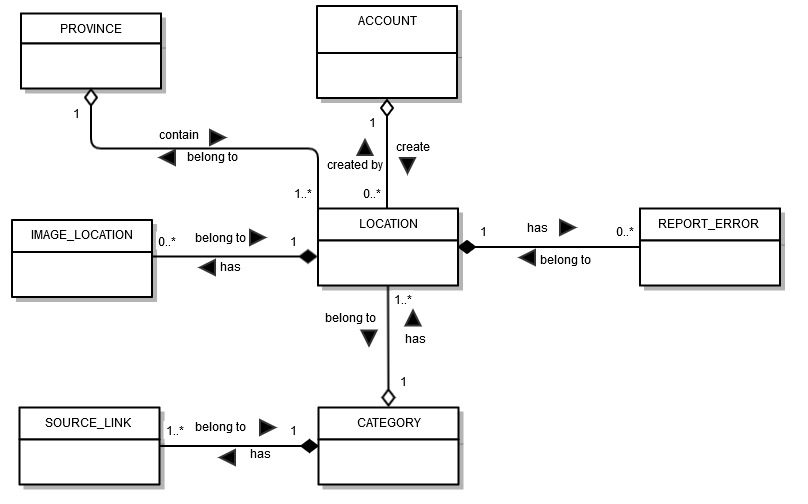 PROVINCE
ACCOUNT
1
1
contain
belong to
create
created by
1..*
0..*
LOCATION
IMAGE_LOCATION
0..*
belong to
1
has
1
has
0..*
belong to
REPORT_ERROR
1..*
belong to
has
1
SOURCE_LINK
1..*
belong to
1
has
CATEGORY